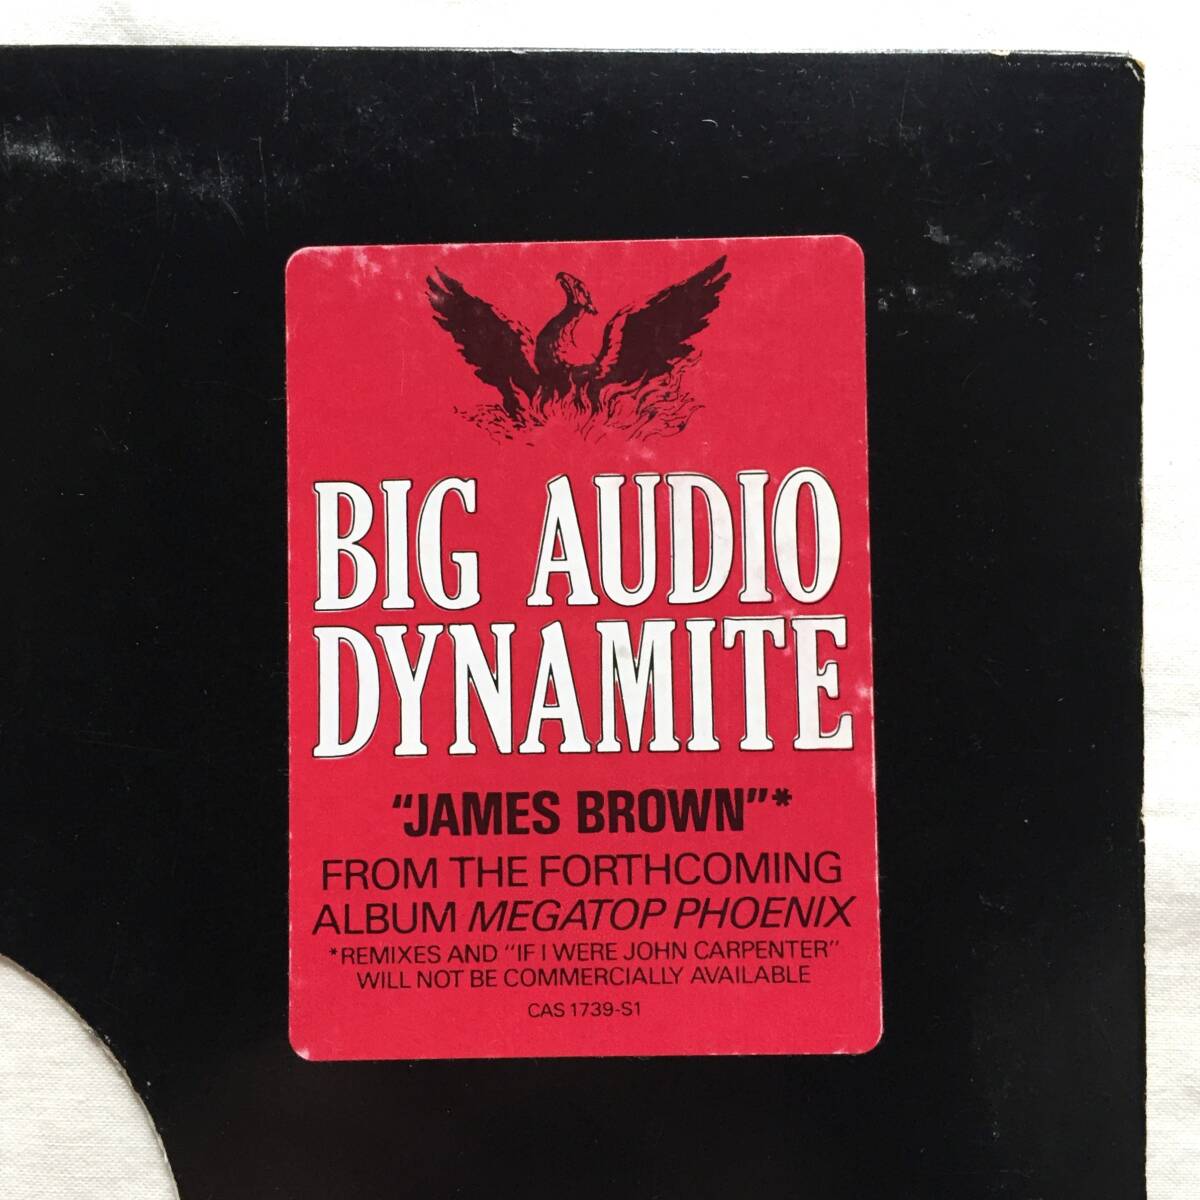 BIG AUDIO
DYNAMITE
"JAMES BROWN"*
FROM THE FORTHCOMING
ALBUM MEGATOP PHOENIX
*REMIXES AND "IF I WERE JOHN CARPENTER"
WILL NOT BE COMMERCIALLY AVAILABLE
CAS 1739-S1